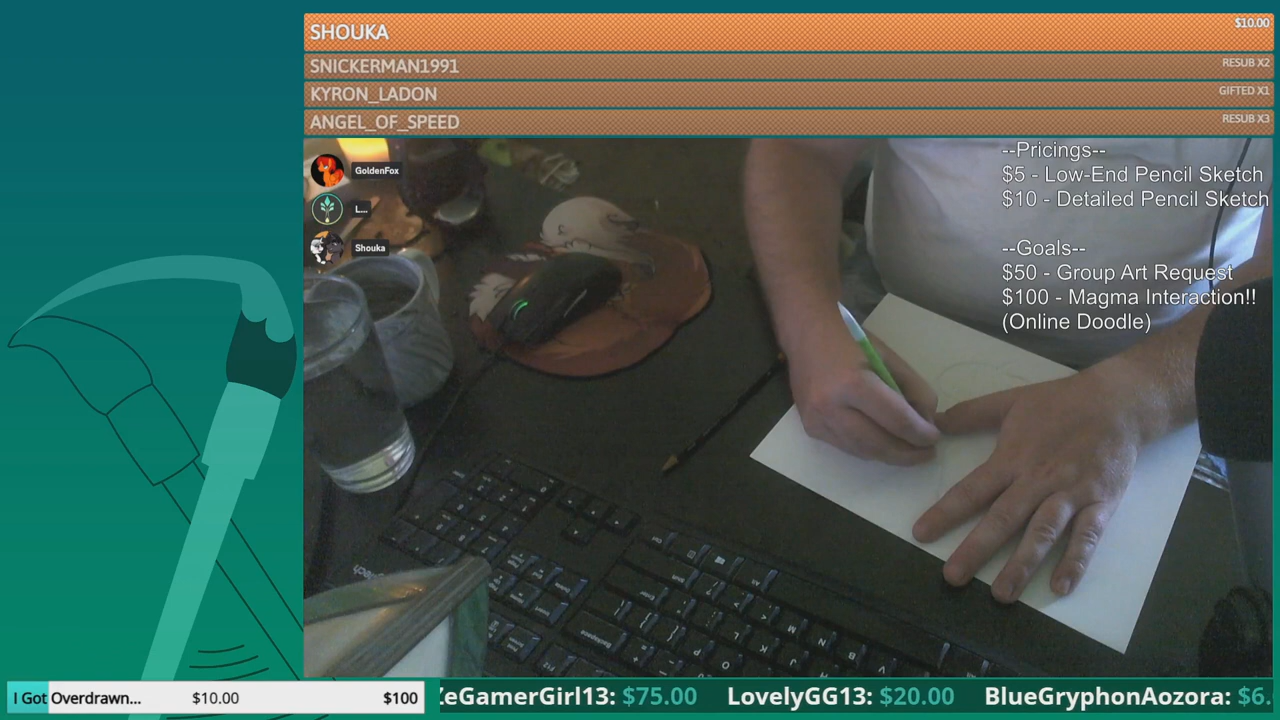 SHOUKA
$10.00
SNICKERMAN1991
RESUB X2
KYRON_LADON
GIFTED X1
ANGEL_OF_SPEED
RESUB X3
GoldenFox
L...
Shouka
--Pricings--
$5 - Low-End Pencil Sketch
$10 - Detailed Pencil Sketch
--Goals--
$50 - Group Art Request
$100 - Magma Interaction!!
(Online Doodle)
I Got Overdrawn... $10.00 $100
ZeGamerGirl13: $75.00 LovelyGG13: $20.00 BlueGryphonAozora: $6.